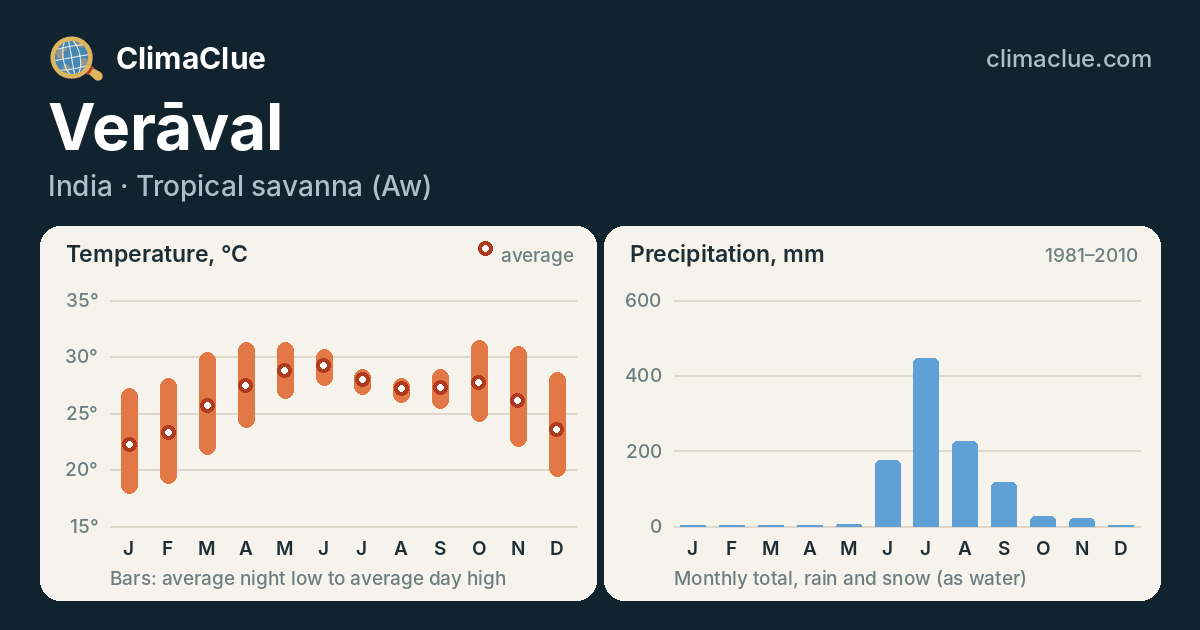 ClimaClue
climaclue.com
Verāval
India · Tropical savanna (Aw)
Temperature, °C
average
35°
30°
25°
20°
15°
J F M A M J J A S O N D
Bars: average night low to average day high
Precipitation, mm
1981–2010
600
400
200
0
J F M A M J J A S O N D
Monthly total, rain and snow (as water)